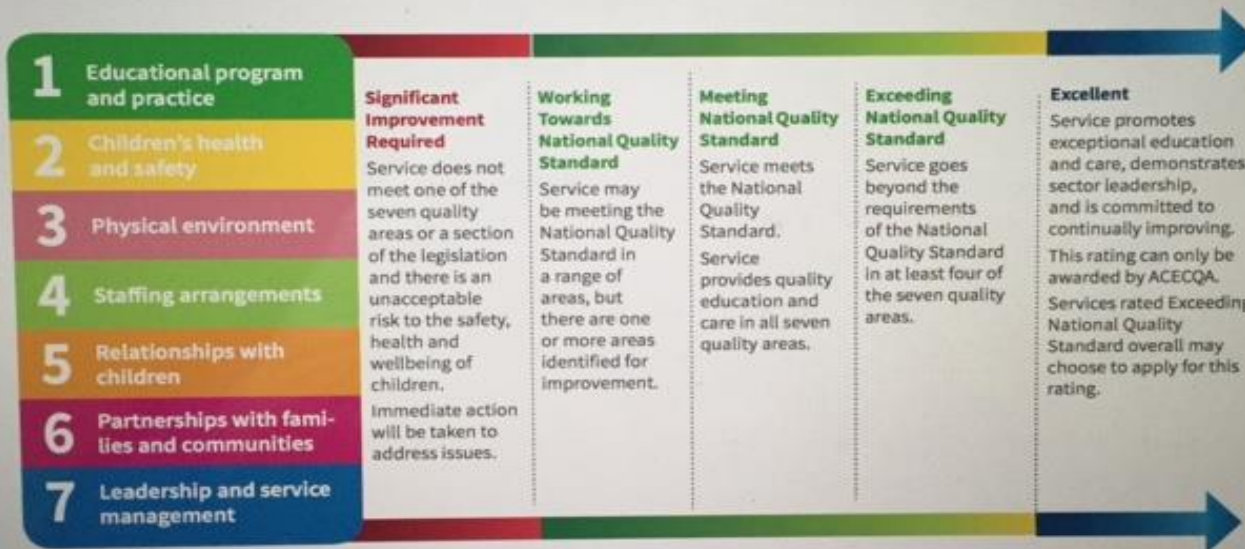 1 Educational program
and practice
2 Children's health
and safety
3 Physical environment
4 Staffing arrangements
5 Relationships with
children
6 Partnerships with fami-
lies and communities
7 Leadership and service
management
Significant
Improvement
Required
Service does not
meet one of the
seven quality
areas or a section
of the legislation
and there is an
unacceptable
risk to the safety,
health and
wellbeing of
children.
Immediate action
will be taken to
address issues.
Working
Towards
National Quality
Standard
Service may
be meeting the
National Quality
Standard in
a range of
areas, but
there are one
or more areas
identified for
improvement.
Meeting
National Quality
Standard
Service meets
the National
Quality
Standard.
Service
provides quality
education and
care in all seven
quality areas.
Exceeding
National Quality
Standard
Service goes
beyond the
requirements
of the National
Quality Standard
in at least four of
the seven quality
areas.
Excellent
Service promotes
exceptional education
and care, demonstrates
sector leadership,
and is committed to
continually improving.
This rating can only be
awarded by ACECQA.
Services rated Exceeding
National Quality
Standard overall may
choose to apply for this
rating.